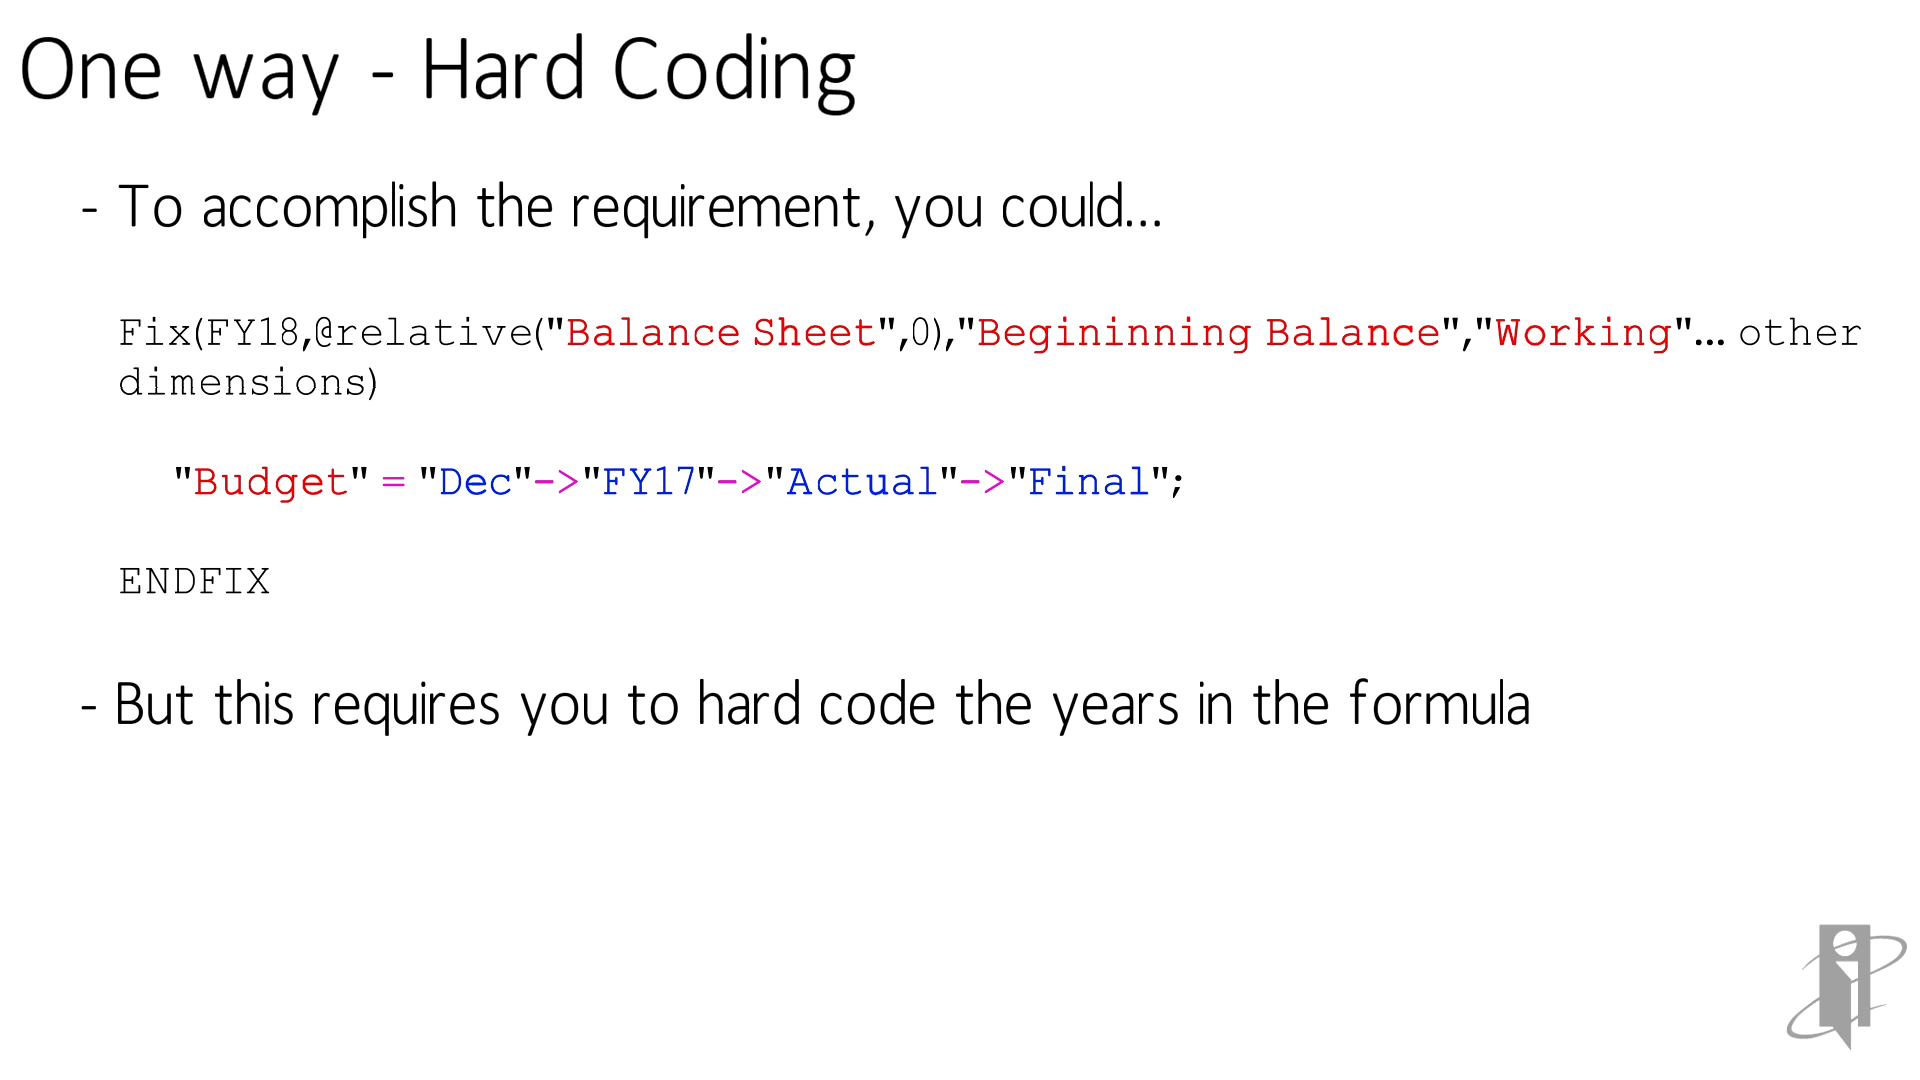 One way - Hard Coding
- To accomplish the requirement, you could...
Fix(FY18,@relative("Balance Sheet",0),"Begininning Balance","Working"... other
dimensions)
"Budget" = "Dec"->"FY17"->"Actual"->"Final";
ENDFIX
- But this requires you to hard code the years in the formula